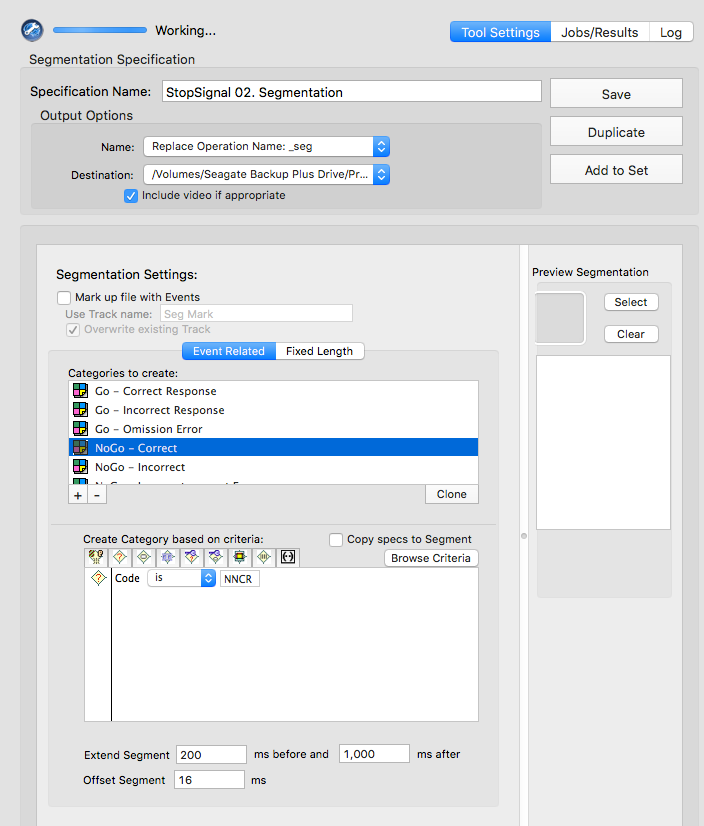 Working...
Tool Settings Jobs/Results Log
Segmentation Specification
Specification Name: StopSignal 02. Segmentation
Save
Output Options
Duplicate
Name: Replace Operation Name: _seg
Add to Set
Destination: /Volumes/Seagate Backup Plus Drive/Pr...
Include video if appropriate
Segmentation Settings:
Mark up file with Events
Use Track name: Seg Mark
Overwrite existing Track
Event Related Fixed Length
Categories to create:
Go – Correct Response
Go – Incorrect Response
Go – Omission Error
NoGo – Correct
NoGo – Incorrect
+ - Clone
Create Category based on criteria: Copy specs to Segment
Browse Criteria
Code is NNCR
Extend Segment 200 ms before and 1,000 ms after
Offset Segment 16 ms
Preview Segmentation
Select
Clear